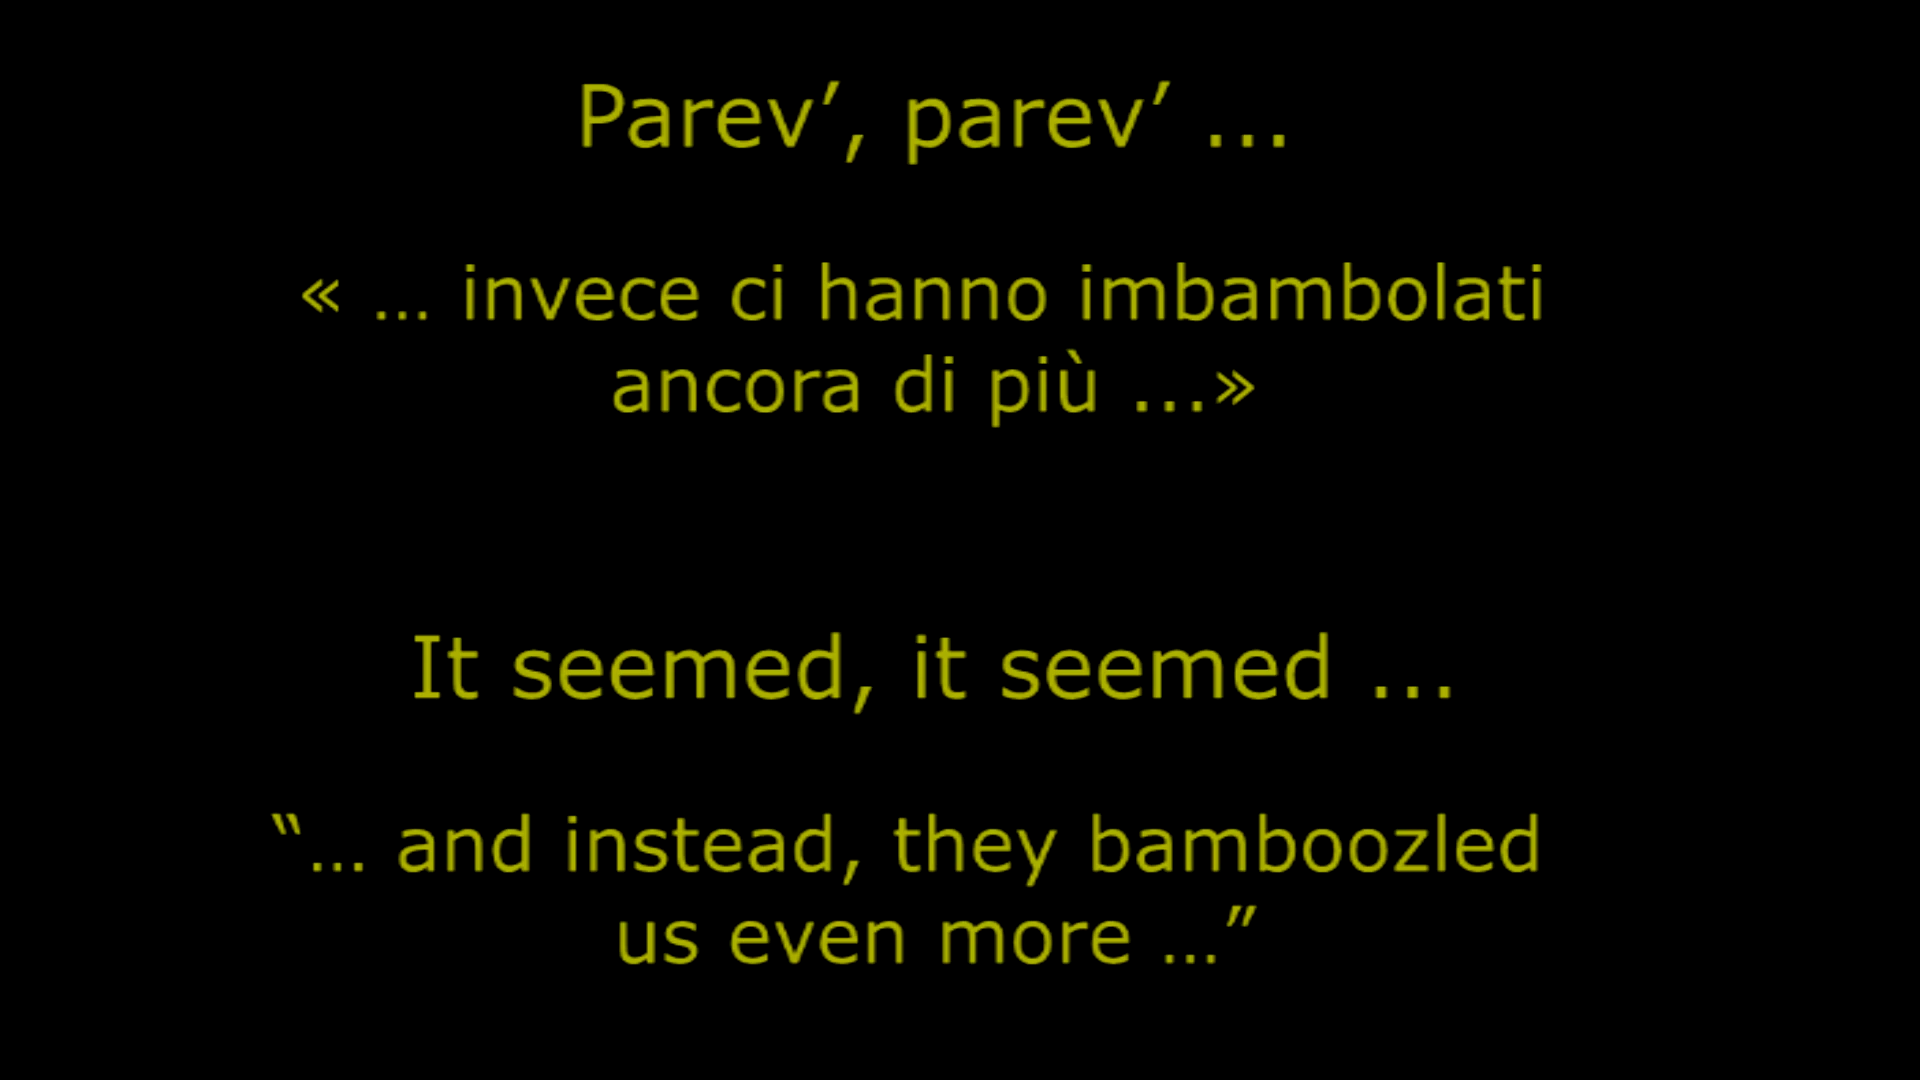 Parev’, parev’ ...
« … invece ci hanno imbambolati
ancora di più ...»
It seemed, it seemed ...
“… and instead, they bamboozled
us even more …”